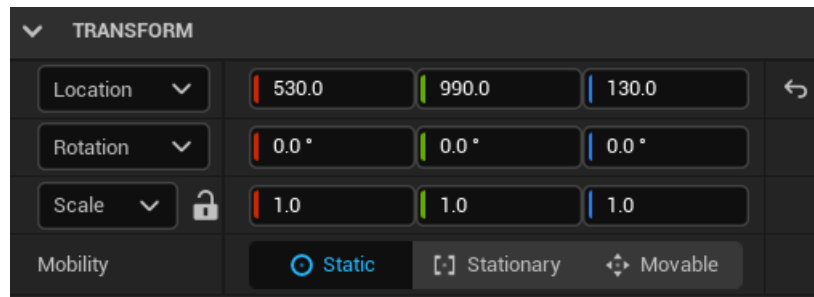 TRANSFORM
Location 530.0 990.0 130.0
Rotation 0.0 ° 0.0 ° 0.0 °
Scale 1.0 1.0 1.0
Mobility Static Stationary Movable